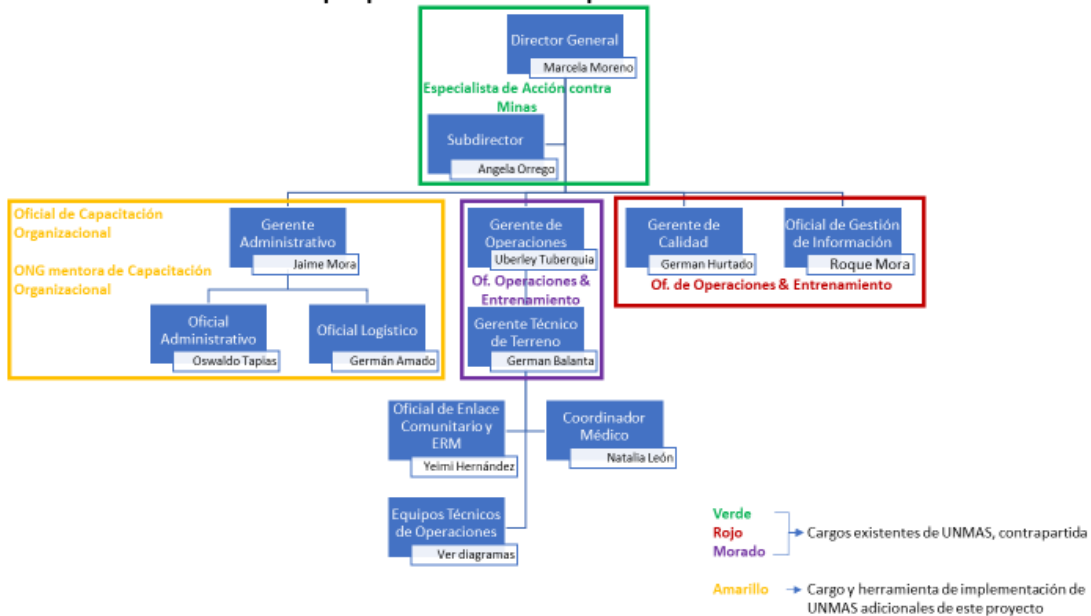 Director General
Marcela Moreno
Especialista de Acción contra
Minas
Subdirector
Angela Orrego
Oficial de Capacitación
Organizacional
ONG mentora de Capacitación
Organizacional
Gerente
Administrativo
Jaime Mora
Oficial
Administrativo
Oswaldo Tapias
Oficial Logístico
Germán Amado
Gerente de
Operaciones
Uberley Tuberquia
Of. Operaciones &
Entrenamiento
Gerente Técnico
de Terreno
German Balanta
Gerente de
Calidad
German Hurtado
Oficial de Gestión
de Información
Roque Mora
Of. de Operaciones & Entrenamiento
Oficial de Enlace
Comunitario y
ERM
Yeimi Hernández
Coordinador
Médico
Natalia León
Equipos Técnicos
de Operaciones
Ver diagramas
Verde
Rojo
Morado
Cargos existentes de UNMAS, contrapartida
Amarillo
Cargo y herramienta de implementación de
UNMAS adicionales de este proyecto